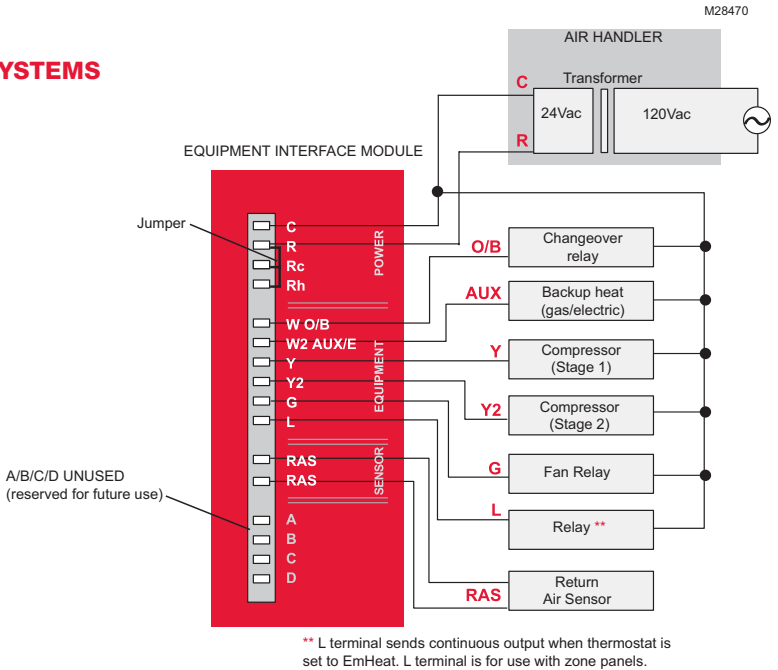 M28470
YSTEMS
AIR HANDLER
C
Transformer
24Vac
120Vac
R
EQUIPMENT INTERFACE MODULE
Jumper
C
R
Rc
Rh
POWER
W O/B
W2 AUX/E
Y
Y2
G
L
EQUIPMENT
RAS
RAS
SENSOR
A
B
C
D
A/B/C/D UNUSED
(reserved for future use)
O/B
Changeover
relay
AUX
Backup heat
(gas/electric)
Y
Compressor
(Stage 1)
Y2
Compressor
(Stage 2)
G
Fan Relay
L
Relay **
RAS
Return
Air Sensor
** L terminal sends continuous output when thermostat is
set to EmHeat. L terminal is for use with zone panels.